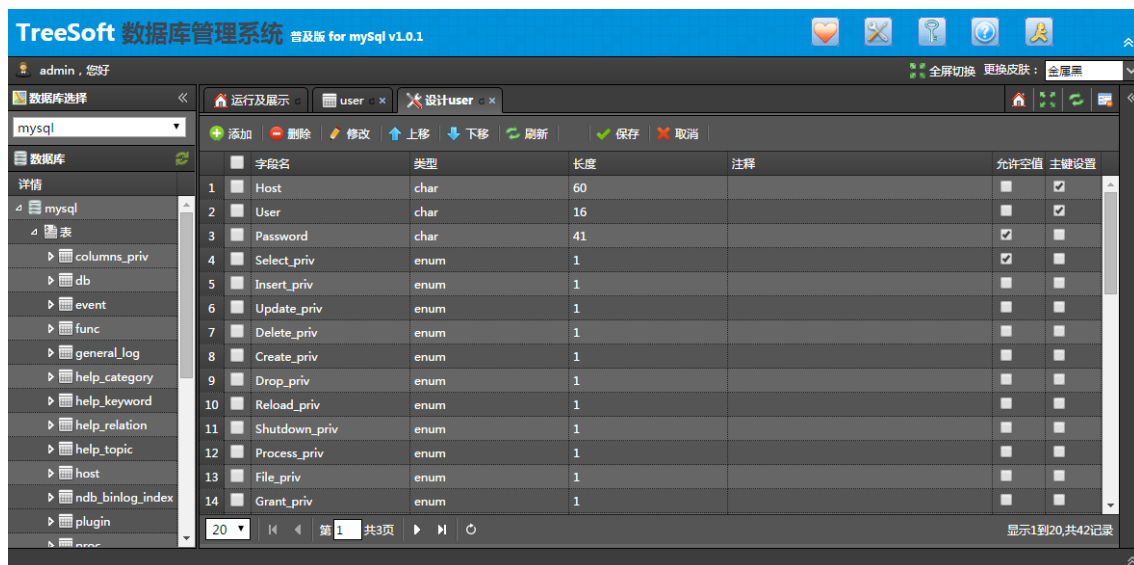 TreeSoft 数据库管理系统 普及版 for mySql v1.0.1
admin，您好
全屏切换 更换皮肤： 金属黑
数据库选择
运行及展示 user 设计user
mysql
添加 删除 修改 上移 下移 刷新 保存 取消
数据库
详情
mysql
表
columns_priv
db
event
func
general_log
help_category
help_keyword
help_relation
help_topic
host
ndb_binlog_index
plugin
proc
字段名 类型 长度 注释 允许空值 主键设置
1 Host char 60
2 User char 16
3 Password char 41
4 Select_priv enum 1
5 Insert_priv enum 1
6 Update_priv enum 1
7 Delete_priv enum 1
8 Create_priv enum 1
9 Drop_priv enum 1
10 Reload_priv enum 1
11 Shutdown_priv enum 1
12 Process_priv enum 1
13 File_priv enum 1
14 Grant_priv enum 1
20 第 1 共3页 显示1到20,共42记录